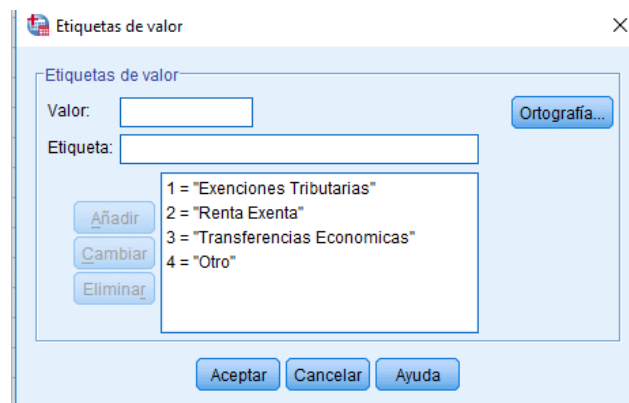 Etiquetas de valor
Etiquetas de valor
Valor:
Ortografía...
Etiqueta:
1 = "Exenciones Tributarias"
2 = "Renta Exenta"
3 = "Transferencias Economicas"
4 = "Otro"
Añadir
Cambiar
Eliminar
Aceptar Cancelar Ayuda